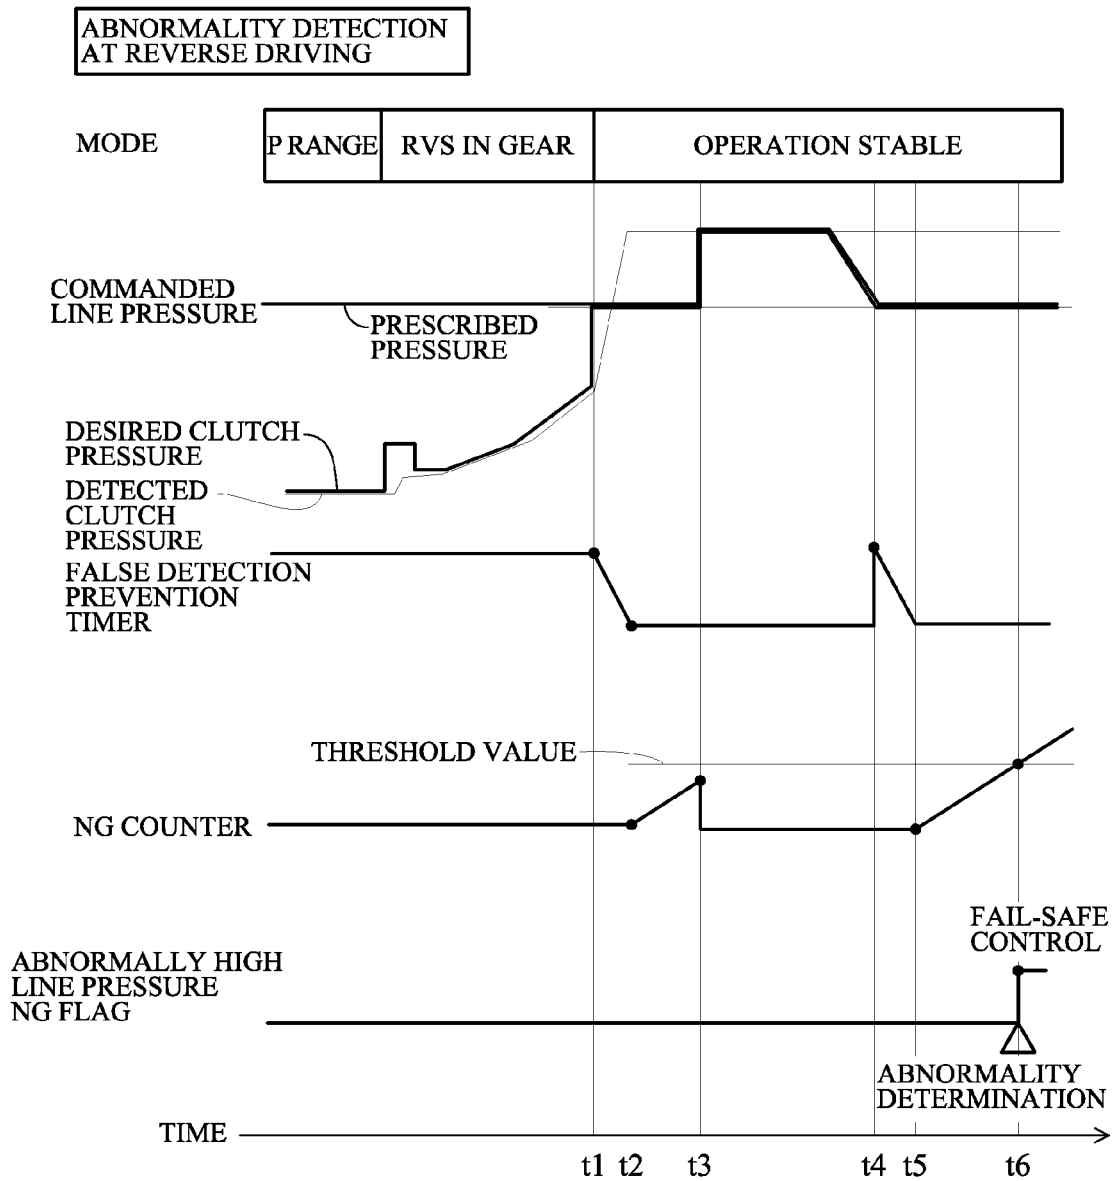 ABNORMALITY DETECTION
AT REVERSE DRIVING
MODE
P RANGE
RVS IN GEAR
OPERATION STABLE
COMMANDED
LINE PRESSURE
PRESCRIBED
PRESSURE
DESIRED CLUTCH
PRESSURE
DETECTED
CLUTCH
PRESSURE
FALSE DETECTION
PREVENTION
TIMER
THRESHOLD VALUE
NG COUNTER
FAIL-SAFE
CONTROL
ABNORMALLY HIGH
LINE PRESSURE
NG FLAG
ABNORMALITY
DETERMINATION
TIME
t1 t2 t3 t4 t5 t6